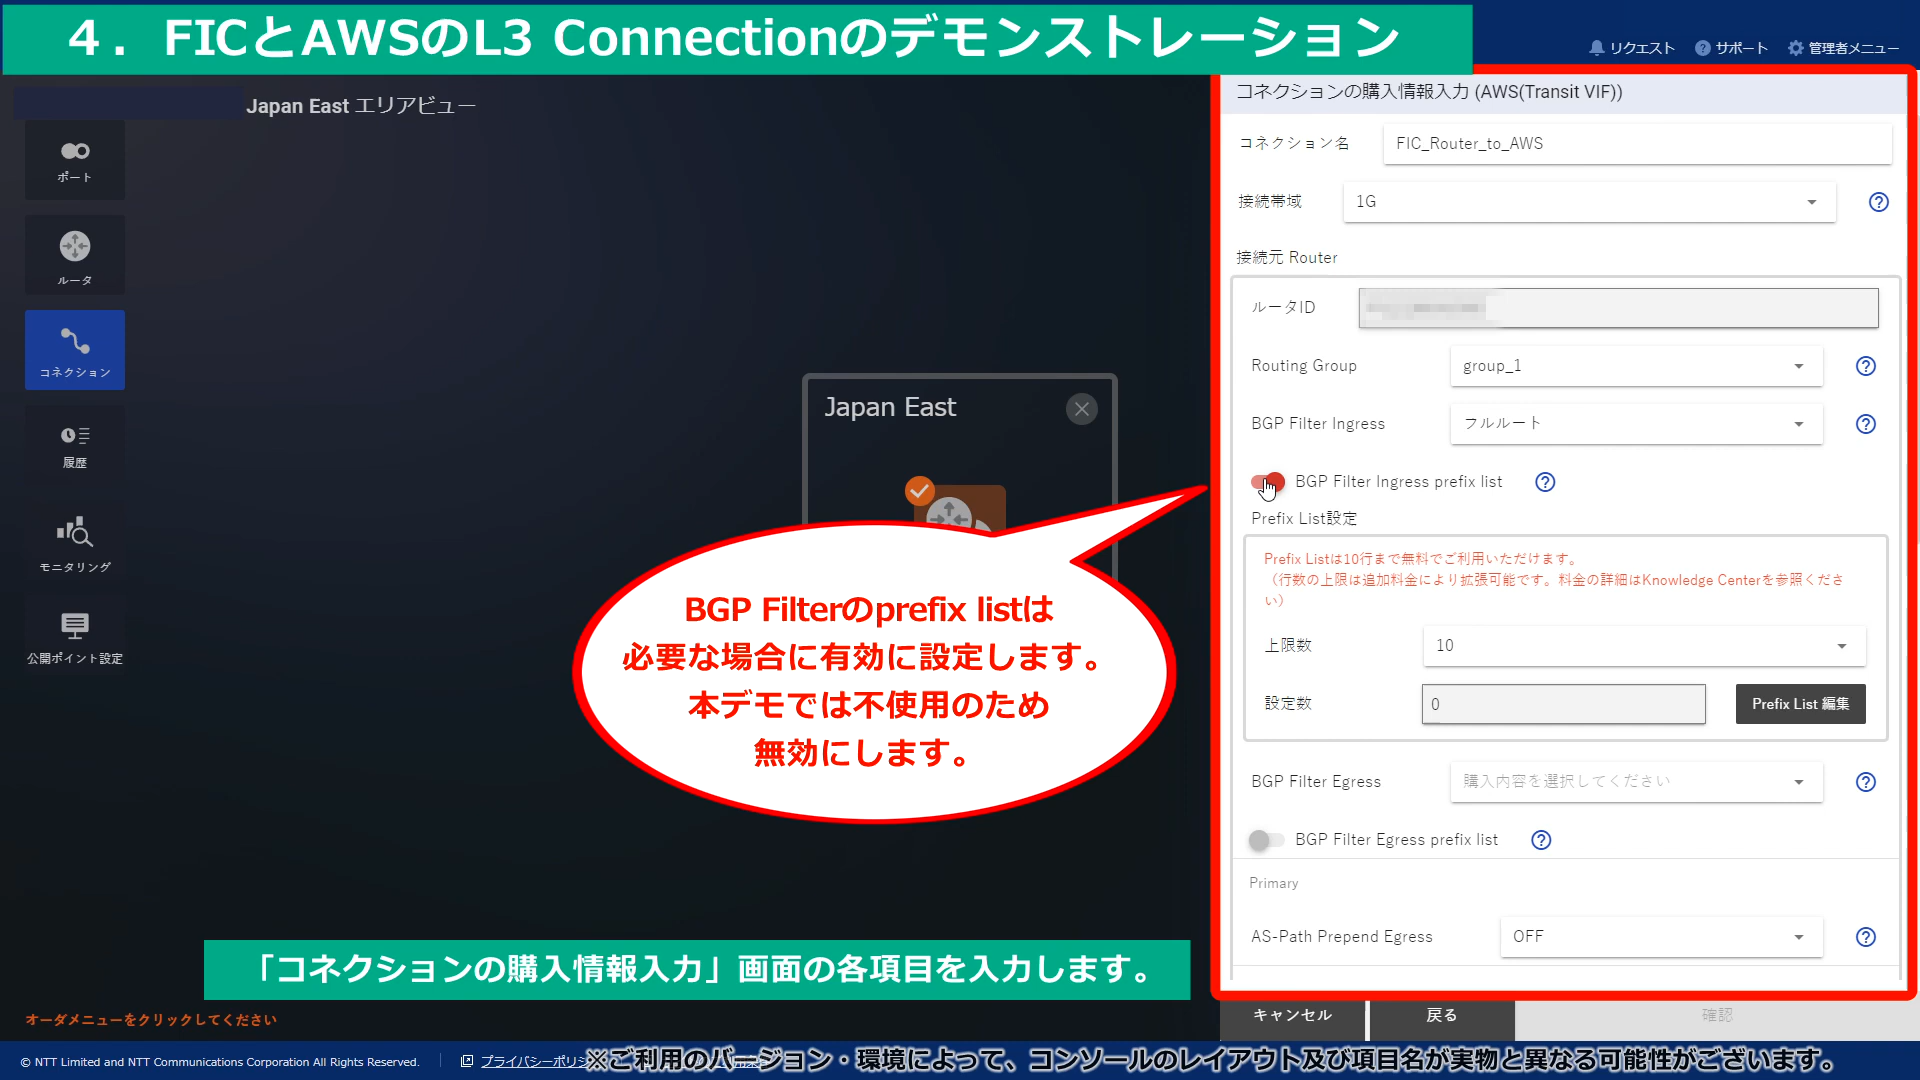 ４．FICとAWSのL3 Connectionのデモンストレーション
リクエスト
サポート
管理者メニュー
Japan East エリアビュー
ポート
ルータ
コネクション
履歴
モニタリング
公開ポイント設定
Japan East
BGP Filterのprefix listは
必要な場合に有効に設定します。
本デモでは不使用のため
無効にします。
コネクションの購入情報入力 (AWS(Transit VIF))
コネクション名 FIC_Router_to_AWS
接続帯域 1G
接続元 Router
ルータID
Routing Group group_1
BGP Filter Ingress フルルート
BGP Filter Ingress prefix list
Prefix List設定
Prefix Listは10行まで無料でご利用いただけます。
（行数の上限は追加料金により拡張可能です。料金の詳細はKnowledge Centerを参照くださ
い）
上限数 10
設定数 0 Prefix List 編集
BGP Filter Egress 購入内容を選択してください
BGP Filter Egress prefix list
Primary
AS-Path Prepend Egress OFF
「コネクションの購入情報入力」画面の各項目を入力します。
オーダメニューをクリックしてください
キャンセル
戻る
確認
© NTT Limited and NTT Communications Corporation All Rights Reserved.
プライバシーポリシ
※ご利用のバージョン・環境によって、コンソールのレイアウト及び項目名が実物と異なる可能性がございます。